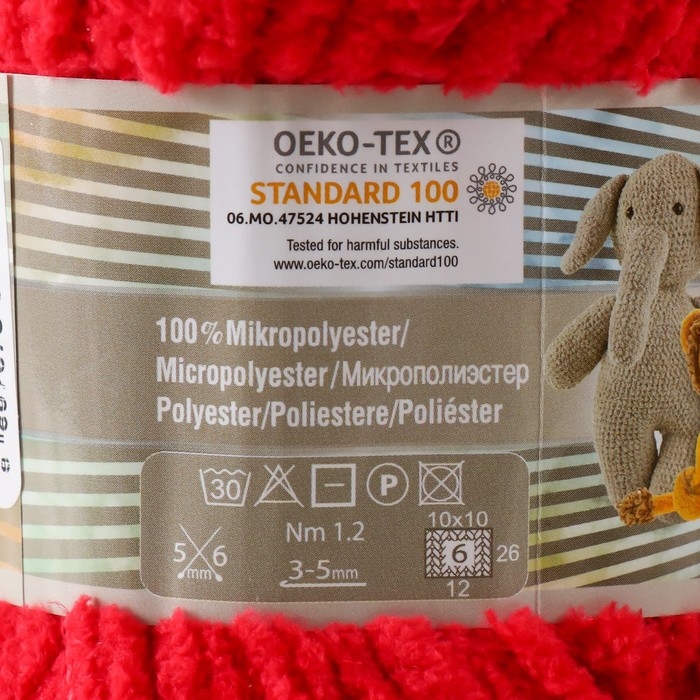 OEKO-TEX®
CONFIDENCE IN TEXTILES
STANDARD 100
06.MO.47524 HOHENSTEIN HTTI
Tested for harmful substances.
www.oeko-tex.com/standard100
100% Mikropolyester/
Micropolyester/Микрополиэстер
Polyester/Poliestere/Poliéster
30 P
5 6 mm
Nm 1.2
3-5mm
10x10
6
26
12